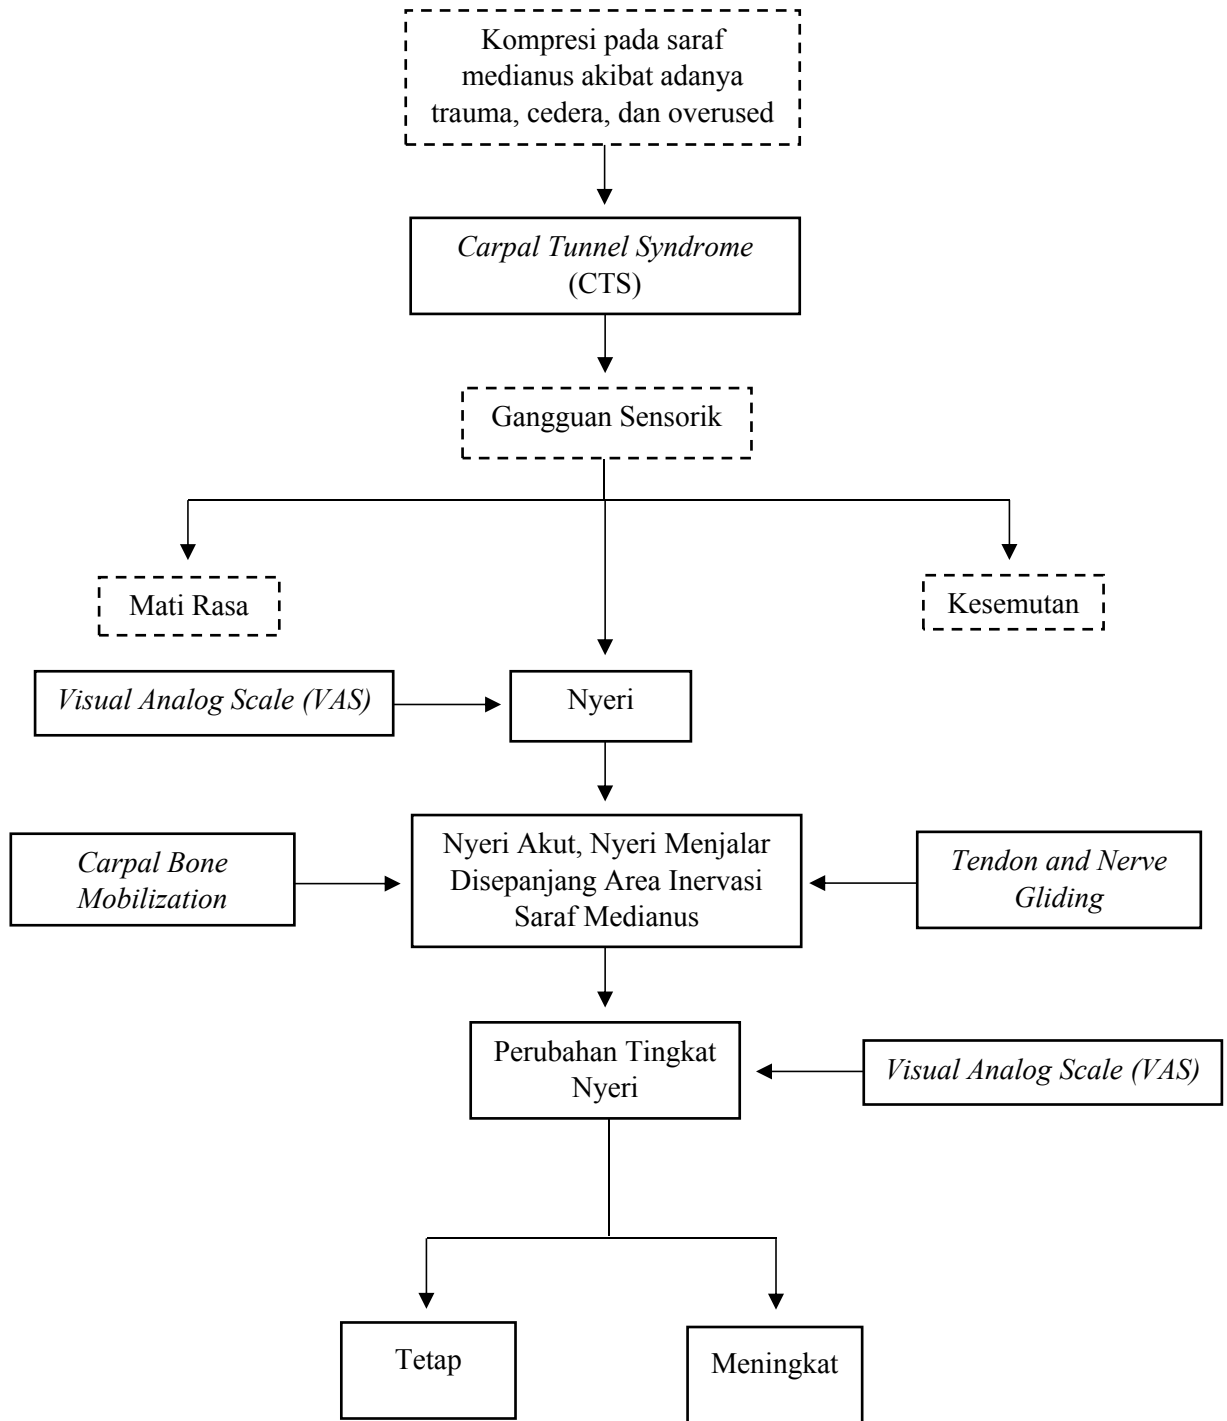 Kompresi pada saraf
medianus akibat adanya
trauma, cedera, dan overused
Carpal Tunnel Syndrome
(CTS)
Gangguan Sensorik
Mati Rasa
Kesemutan
Visual Analog Scale (VAS)
Nyeri
Carpal Bone
Mobilization
Nyeri Akut, Nyeri Menjalar
Disepanjang Area Inervasi
Saraf Medianus
Tendon and Nerve
Gliding
Perubahan Tingkat
Nyeri
Visual Analog Scale (VAS)
Tetap
Meningkat